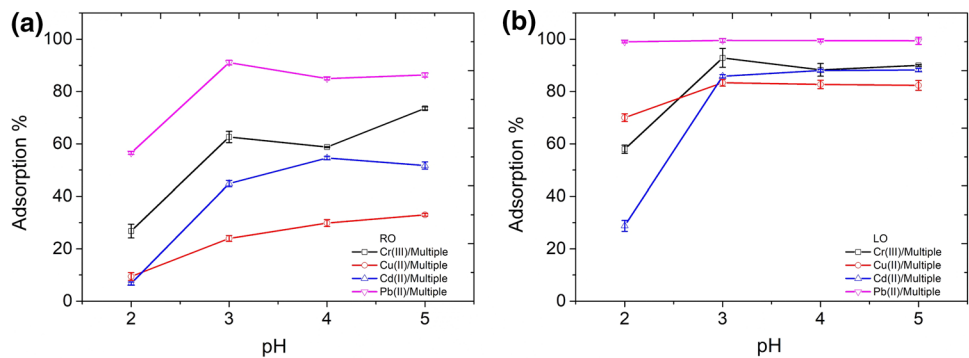 (a)
100
80
60
40
20
0
Adsorption %
2 3 4 5
pH
RO
Cr(III)/Multiple
Cu(II)/Multiple
Cd(II)/Multiple
Pb(II)/Multiple
(b)
100
80
60
40
20
0
Adsorption %
2 3 4 5
pH
LO
Cr(III)/Multiple
Cu(II)/Multiple
Cd(II)/Multiple
Pb(II)/Multiple